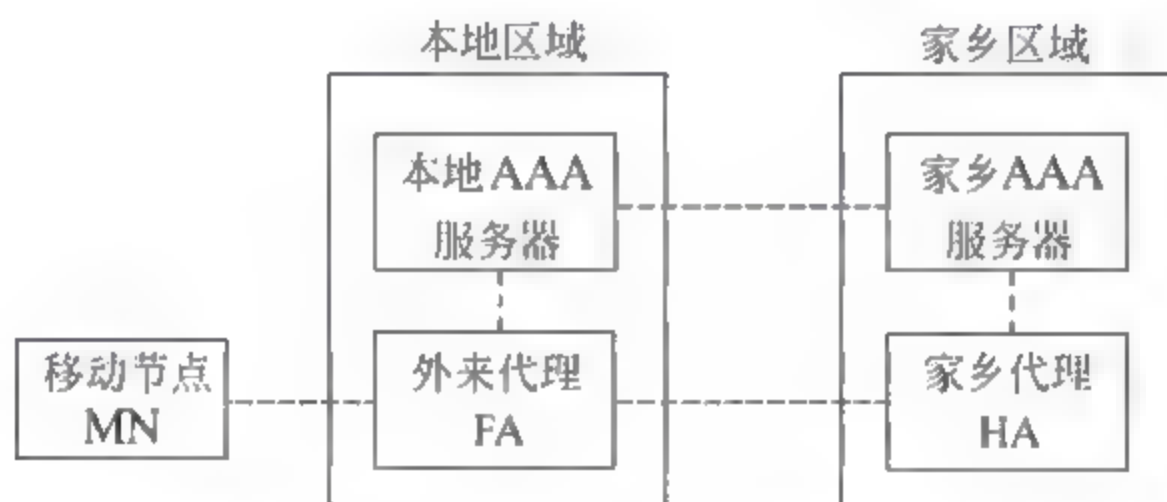 本地区域
家乡区域
本地AAA
服务器
家乡AAA
服务器
移动节点
MN
外来代理
FA
家乡代理
HA